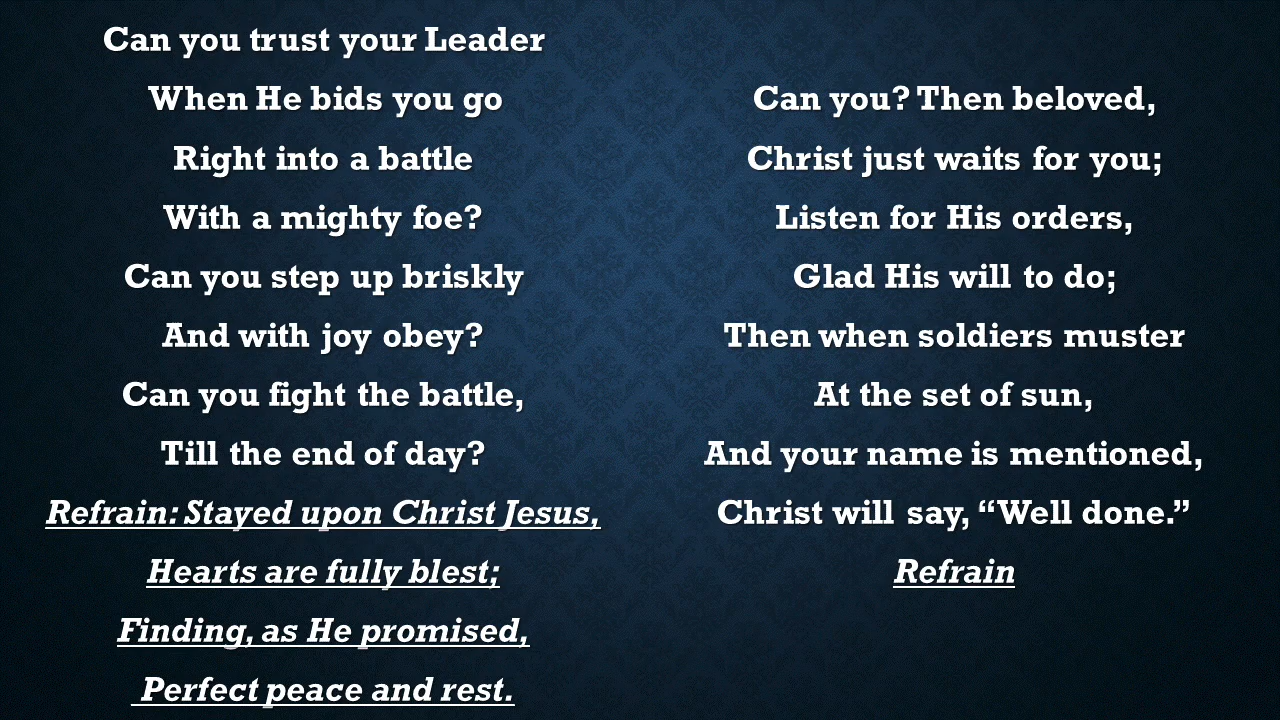 Can you trust your Leader
When He bids you go
Right into a battle
With a mighty foe?
Can you step up briskly
And with joy obey?
Can you fight the battle,
Till the end of day?
Refrain: Stayed upon Christ Jesus,
Hearts are fully blest;
Finding, as He promised,
Perfect peace and rest.
Can you? Then beloved,
Christ just waits for you;
Listen for His orders,
Glad His will to do;
Then when soldiers muster
At the set of sun,
And your name is mentioned,
Christ will say, “Well done.”
Refrain